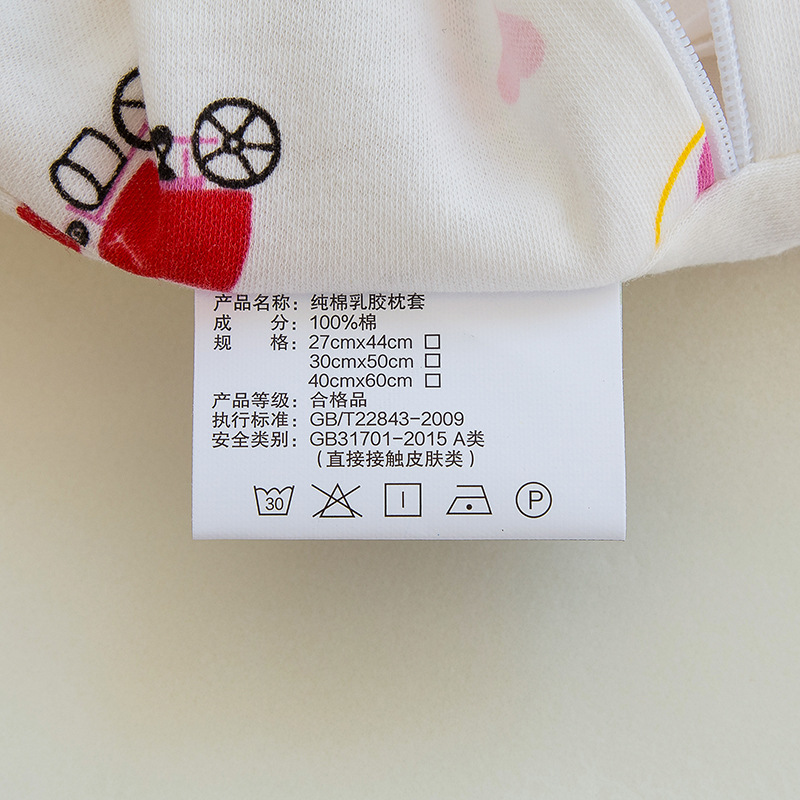 产品名称：纯棉乳胶枕套
成　分：100%棉
规　格：27cmx44cm □
30cmx50cm □
40cmx60cm □
产品等级：合格品
执行标准：GB/T22843-2009
安全类别：GB31701-2015 A类
（直接接触皮肤类）
30 P